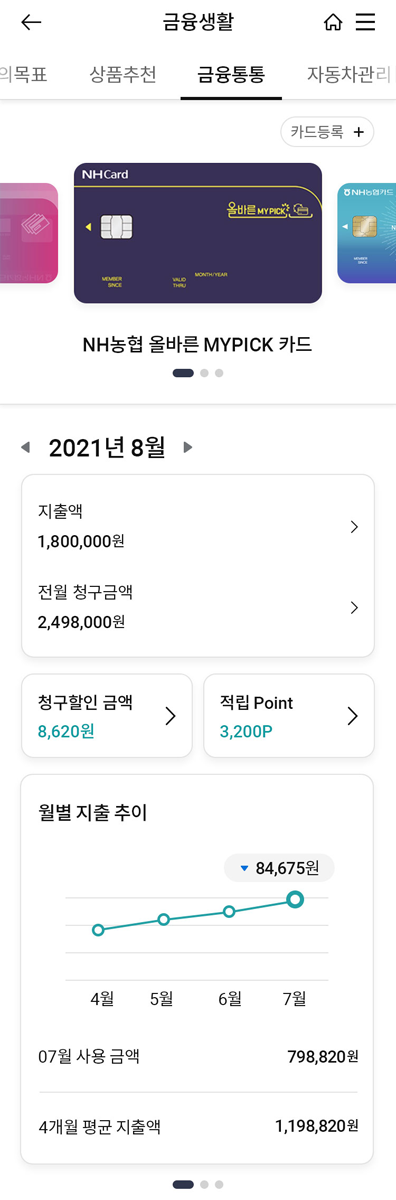 금융생활
의목표 상품추천 금융통통 자동차관리
카드등록 +
NH Card
올바른 MY PICK
MONTH/YEAR
MEMBER SINCE
VALID THRU
NH농협카드
NH농협 올바른 MYPICK 카드
2021년 8월
지출액
1,800,000원
전월 청구금액
2,498,000원
청구할인 금액 적립 Point
8,620원 3,200P
월별 지출 추이
84,675원
4월 5월 6월 7월
07월 사용 금액 798,820원
4개월 평균 지출액 1,198,820원